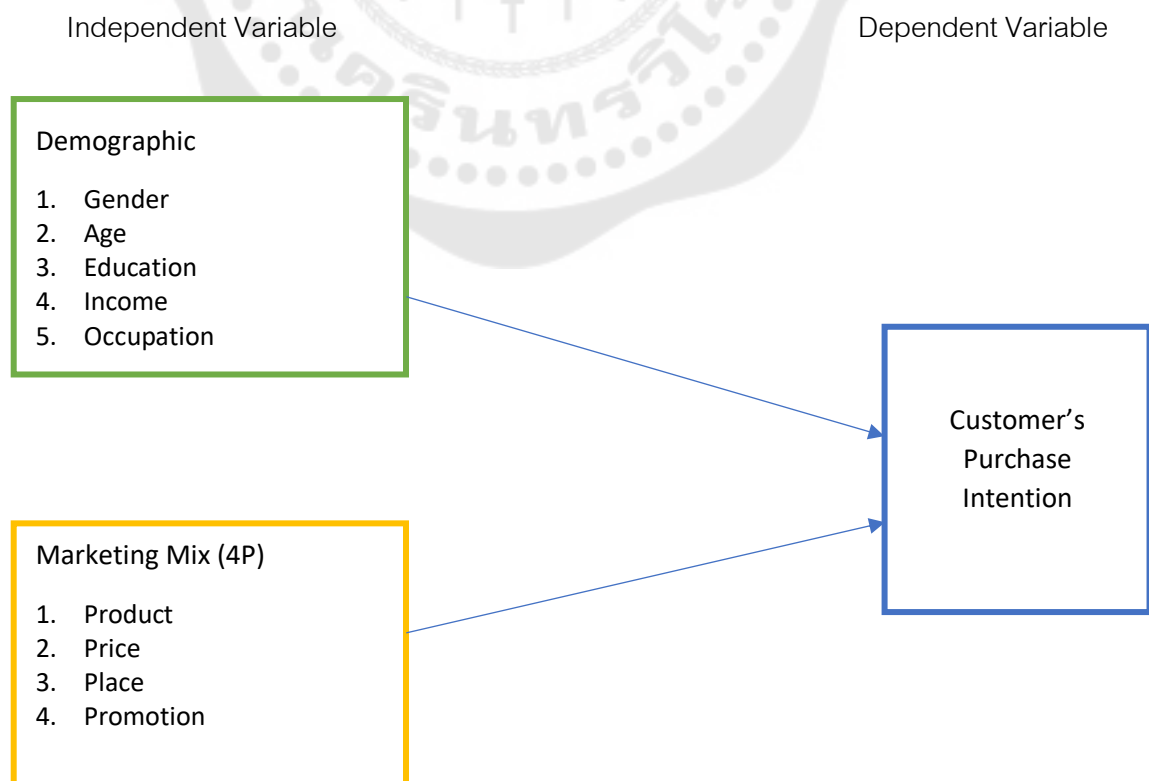 Independent Variable
Dependent Variable
Demographic
1. Gender
2. Age
3. Education
4. Income
5. Occupation
Customer’s
Purchase
Intention
Marketing Mix (4P)
1. Product
2. Price
3. Place
4. Promotion